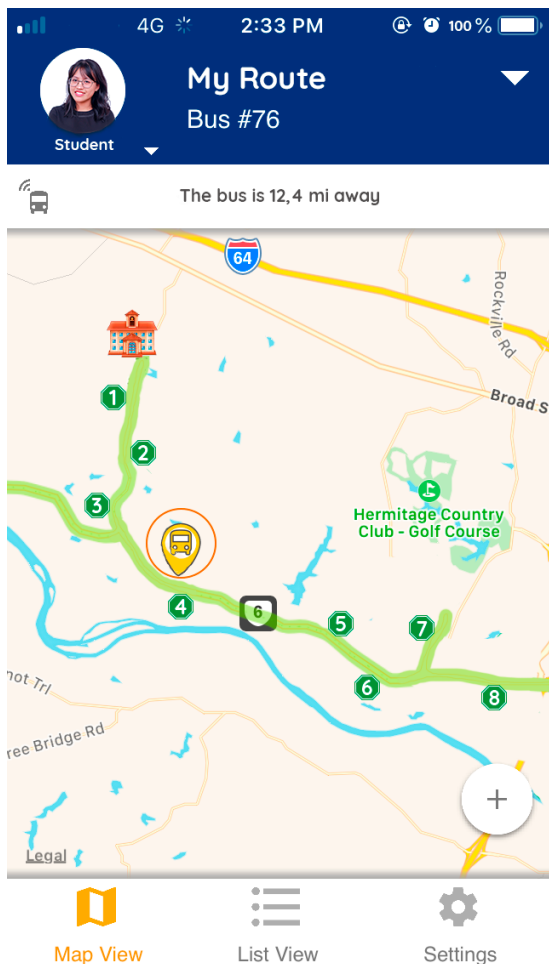 4G 2:33 PM 100 %
My Route
Bus #76
Student
The bus is 12,4 mi away
64
Rockville Rd
Broad S
1
2
3
Hermitage Country
Club - Golf Course
4
6
5
7
6
8
not Trl
ree Bridge Rd
+
Legal
Map View List View Settings